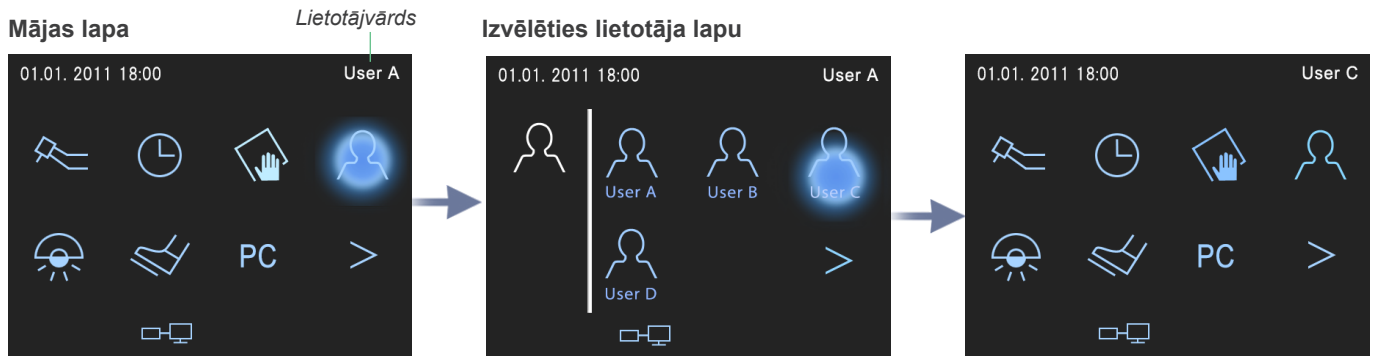 Lietotājvārds
Mājas lapa
01.01. 2011 18:00 User A
PC >
Izvēlēties lietotāja lapu
01.01. 2011 18:00 User A
User A User B User C
>
User D
01.01. 2011 18:00 User C
PC >